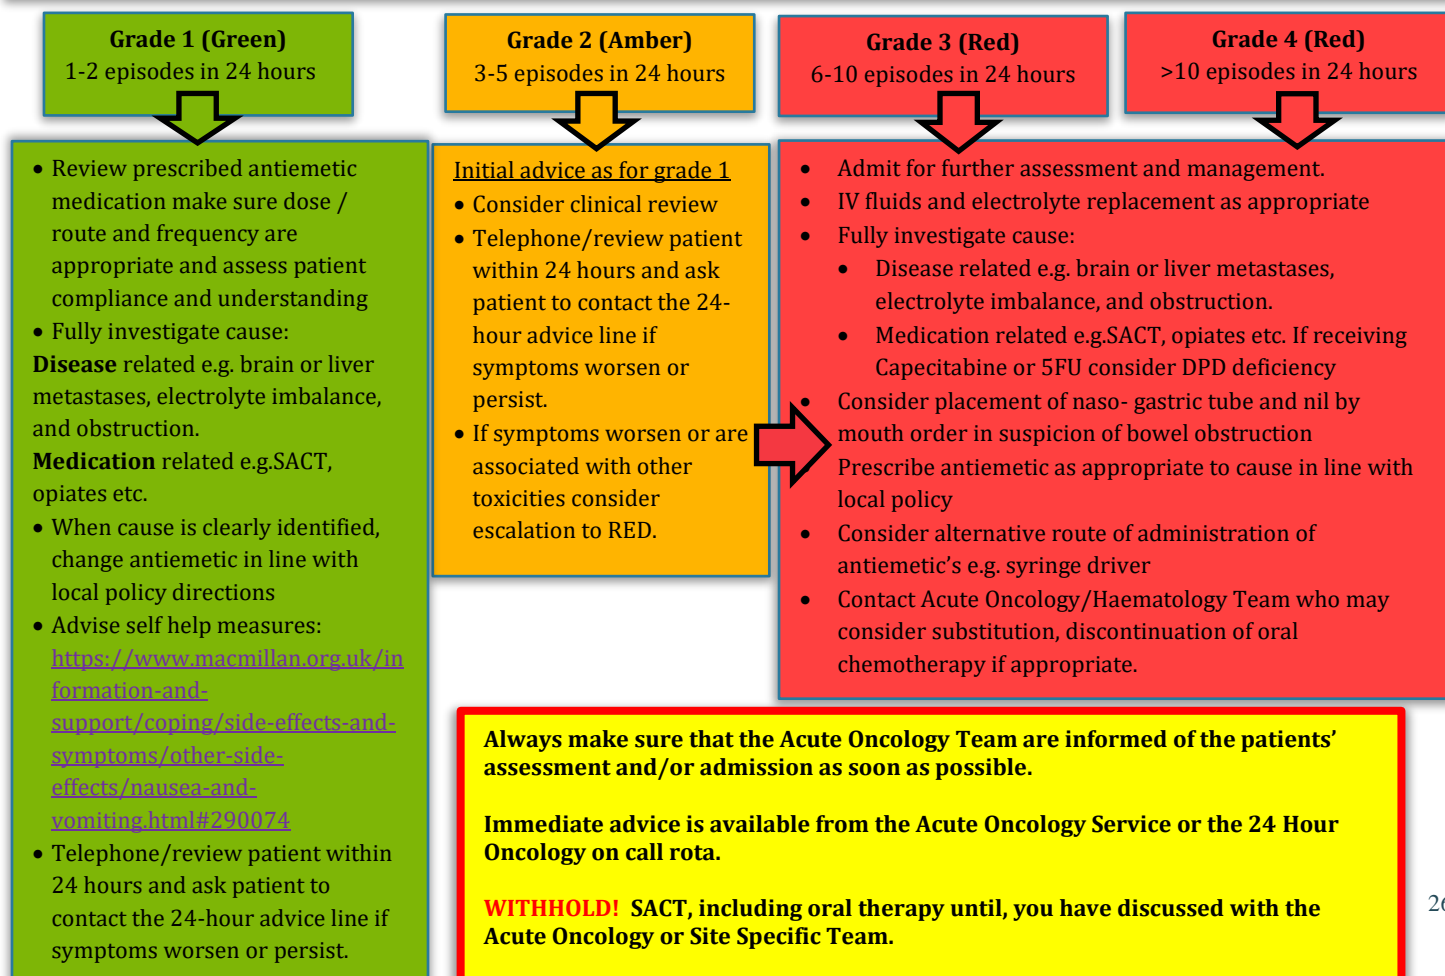 Grade 1 (Green)
1-2 episodes in 24 hours
Grade 2 (Amber)
3-5 episodes in 24 hours
Grade 3 (Red)
6-10 episodes in 24 hours
Grade 4 (Red)
>10 episodes in 24 hours
• Review prescribed antiemetic
medication make sure dose /
route and frequency are
appropriate and assess patient
compliance and understanding
• Fully investigate cause:
Disease related e.g. brain or liver
metastases, electrolyte imbalance,
and obstruction.
Medication related e.g.SACT,
opiates etc.
• When cause is clearly identified,
change antiemetic in line with
local policy directions
• Advise self help measures:
https://www.macmillan.org.uk/in
formation-and-
support/coping/side-effects-and-
symptoms/other-side-
effects/nausea-and-
vomiting.html#290074
• Telephone/review patient within
24 hours and ask patient to
contact the 24-hour advice line if
symptoms worsen or persist.
Initial advice as for grade 1
• Consider clinical review
• Telephone/review patient
within 24 hours and ask
patient to contact the 24-
hour advice line if
symptoms worsen or
persist.
• If symptoms worsen or are
associated with other
toxicities consider
escalation to RED.
• Admit for further assessment and management.
• IV fluids and electrolyte replacement as appropriate
• Fully investigate cause:
• Disease related e.g. brain or liver metastases,
electrolyte imbalance, and obstruction.
• Medication related e.g.SACT, opiates etc. If receiving
Capecitabine or 5FU consider DPD deficiency
• Consider placement of naso- gastric tube and nil by
mouth order in suspicion of bowel obstruction
Prescribe antiemetic as appropriate to cause in line with
local policy
• Consider alternative route of administration of
antiemetic's e.g. syringe driver
• Contact Acute Oncology/Haematology Team who may
consider substitution, discontinuation of oral
chemotherapy if appropriate.
Always make sure that the Acute Oncology Team are informed of the patients'
assessment and/or admission as soon as possible.
Immediate advice is available from the Acute Oncology Service or the 24 Hour
Oncology on call rota.
WITHHOLD! SACT, including oral therapy until, you have discussed with the
Acute Oncology or Site Specific Team.
26